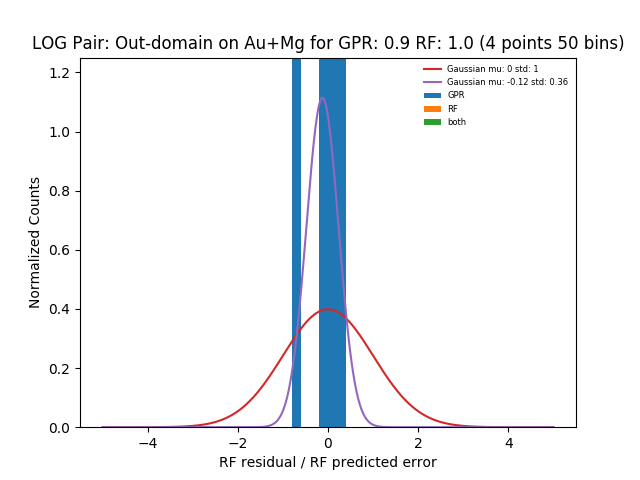 LOG Pair: Out-domain on Au+Mg for GPR: 0.9 RF: 1.0 (4 points 50 bins)
Gaussian mu: 0 std: 1
Gaussian mu: -0.12 std: 0.36
GPR
RF
both
Normalized Counts
1.2
1.0
0.8
0.6
0.4
0.2
0.0
−4 −2 0 2 4
RF residual / RF predicted error